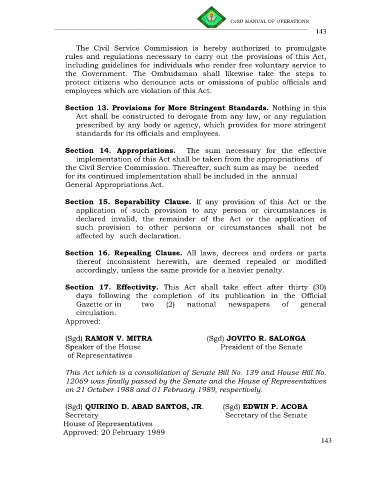 CvSU MANUAL OF OPERATIONS
143
The Civil Service Commission is hereby authorized to promulgate
rules and regulations necessary to carry out the provisions of this Act,
including guidelines for individuals who render free voluntary service to
the Government. The Ombudsman shall likewise take the steps to
protect citizens who denounce acts or omissions of public officials and
employees which are violation of this Act.
Section 13. Provisions for More Stringent Standards. Nothing in this
Act shall be constructed to derogate from any law, or any regulation
prescribed by any body or agency, which provides for more stringent
standards for its officials and employees.
Section 14. Appropriations. The sum necessary for the effective
implementation of this Act shall be taken from the appropriations of
the Civil Service Commission. Thereafter, such sum as may be needed
for its continued implementation shall be included in the annual
General Appropriations Act.
Section 15. Separability Clause. If any provision of this Act or the
application of such provision to any person or circumstances is
declared invalid, the remainder of the Act or the application of
such provision to other persons or circumstances shall not be
affected by such declaration.
Section 16. Repealing Clause. All laws, decrees and orders or parts
thereof inconsistent herewith, are deemed repealed or modified
accordingly, unless the same provide for a heavier penalty.
Section 17. Effectivity. This Act shall take effect after thirty (30)
days following the completion of its publication in the Official
Gazette or in two (2) national newspapers of general
circulation.
Approved:
(Sgd) RAMON V. MITRA (Sgd) JOVITO R. SALONGA
Speaker of the House President of the Senate
of Representatives
This Act which is a consolidation of Senate Bill No. 139 and House Bill No.
12069 was finally passed by the Senate and the House of Representatives
on 21 October 1988 and 01 February 1989, respectively.
(Sgd) QUIRINO D. ABAD SANTOS, JR. (Sgd) EDWIN P. ACOBA
Secretary Secretary of the Senate
House of Representatives
Approved: 20 February 1989
143